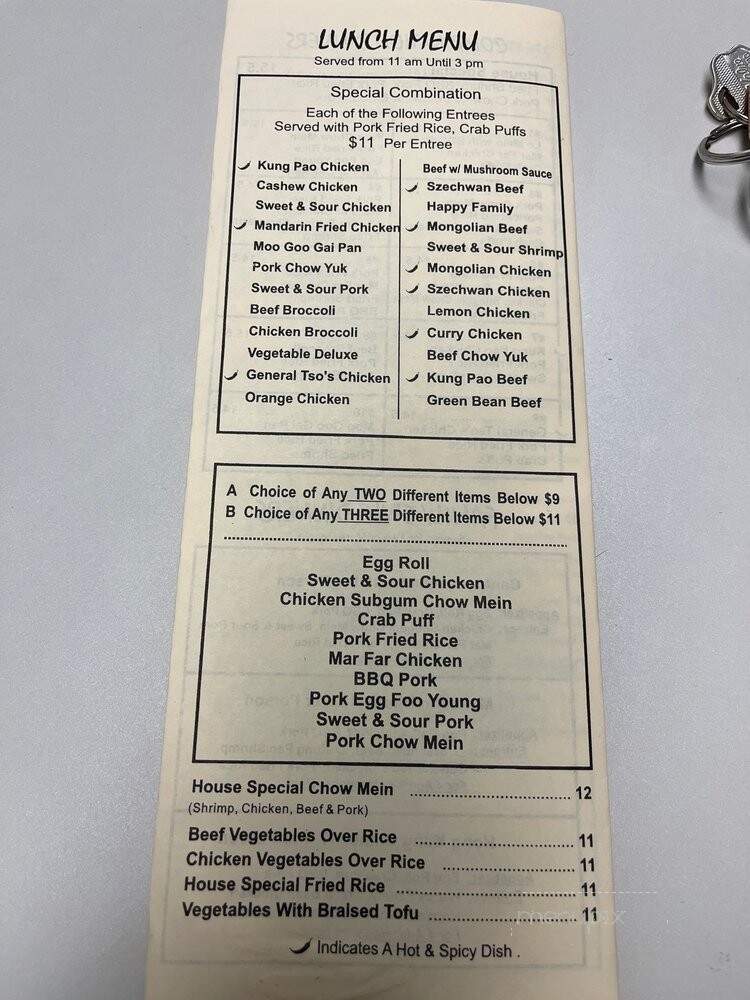 LUNCH MENU
Served from 11 am Until 3 pm
Special Combination
Each of the Following Entrees
Served with Pork Fried Rice, Crab Puffs
$11 Per Entree
Kung Pao Chicken
Cashew Chicken
Sweet & Sour Chicken
Mandarin Fried Chicken
Moo Goo Gai Pan
Pork Chow Yuk
Sweet & Sour Pork
Beef Broccoli
Chicken Broccoli
Vegetable Deluxe
General Tso's Chicken
Orange Chicken
Beef w/ Mushroom Sauce
Szechwan Beef
Happy Family
Mongolian Beef
Sweet & Sour Shrimp
Mongolian Chicken
Szechwan Chicken
Lemon Chicken
Curry Chicken
Beef Chow Yuk
Kung Pao Beef
Green Bean Beef
A Choice of Any TWO Different Items Below $9
B Choice of Any THREE Different Items Below $11
Egg Roll
Sweet & Sour Chicken
Chicken Subgum Chow Mein
Crab Puff
Pork Fried Rice
Mar Far Chicken
BBQ Pork
Pork Egg Foo Young
Sweet & Sour Pork
Pork Chow Mein
House Special Chow Mein ........................................ 12
(Shrimp, Chicken, Beef & Pork)
Beef Vegetables Over Rice ........................................ 11
Chicken Vegetables Over Rice ................................ 11
House Special Fried Rice ........................................ 11
Vegetables With Braised Tofu ................................ 11
Indicates A Hot & Spicy Dish .